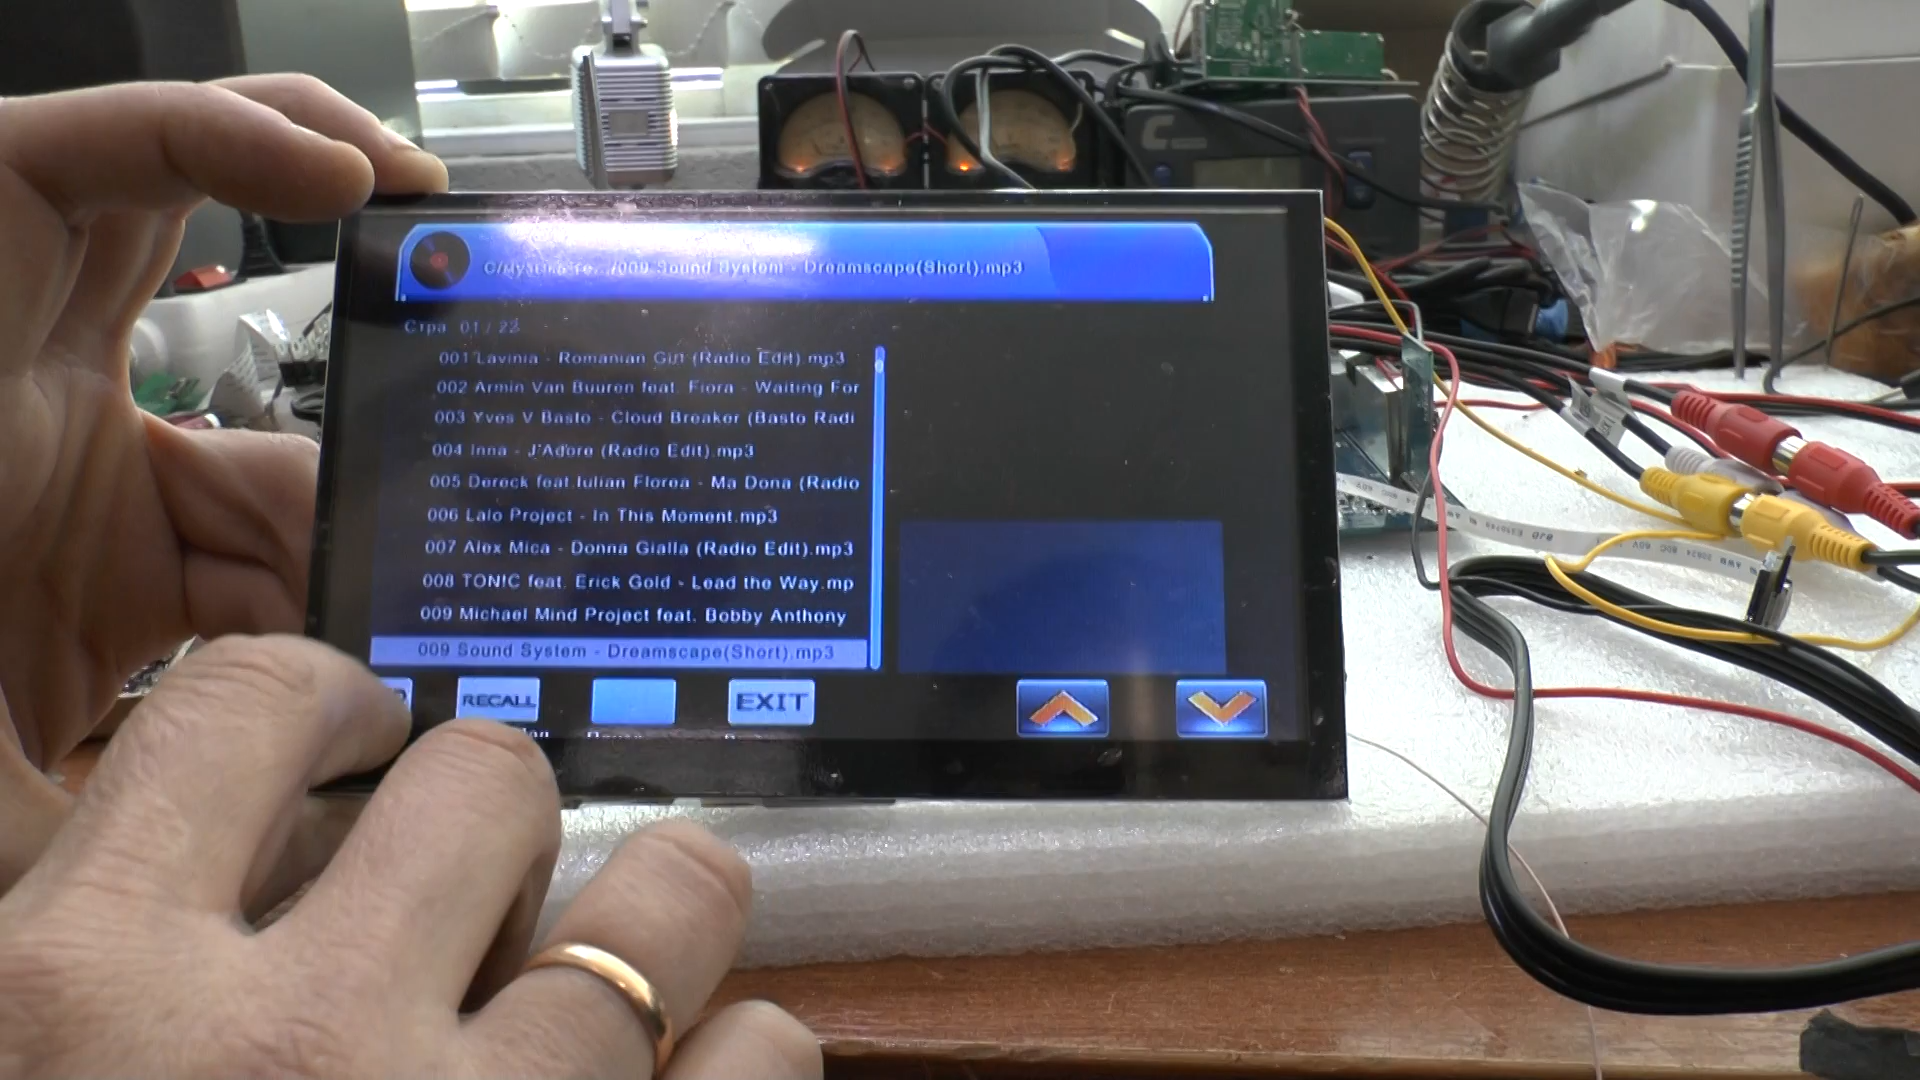 /009 Sound System - Dreamscape(Short).mp3
Стра 01 / 22
001 Lavinia - Romanian Girl (Radio Edit) mp3
002 Armin Van Buuren feat. Fiora - Waiting For
003 Yves V Basto - Cloud Breaker (Basto Radi
004 Inna - J'Adore (Radio Edit).mp3
005 Dereck feat Iulian Florea - Ma Dona (Radio
006 Lalo Project - In This Moment.mp3
007 Alex Mica - Donna Gialla (Radio Edit).mp3
008 TON!C feat. Erick Gold - Lead the Way.mp
009 Michael Mind Project feat. Bobby Anthony
009 Sound System - Dreamscape(Short).mp3
RECALL
EXIT